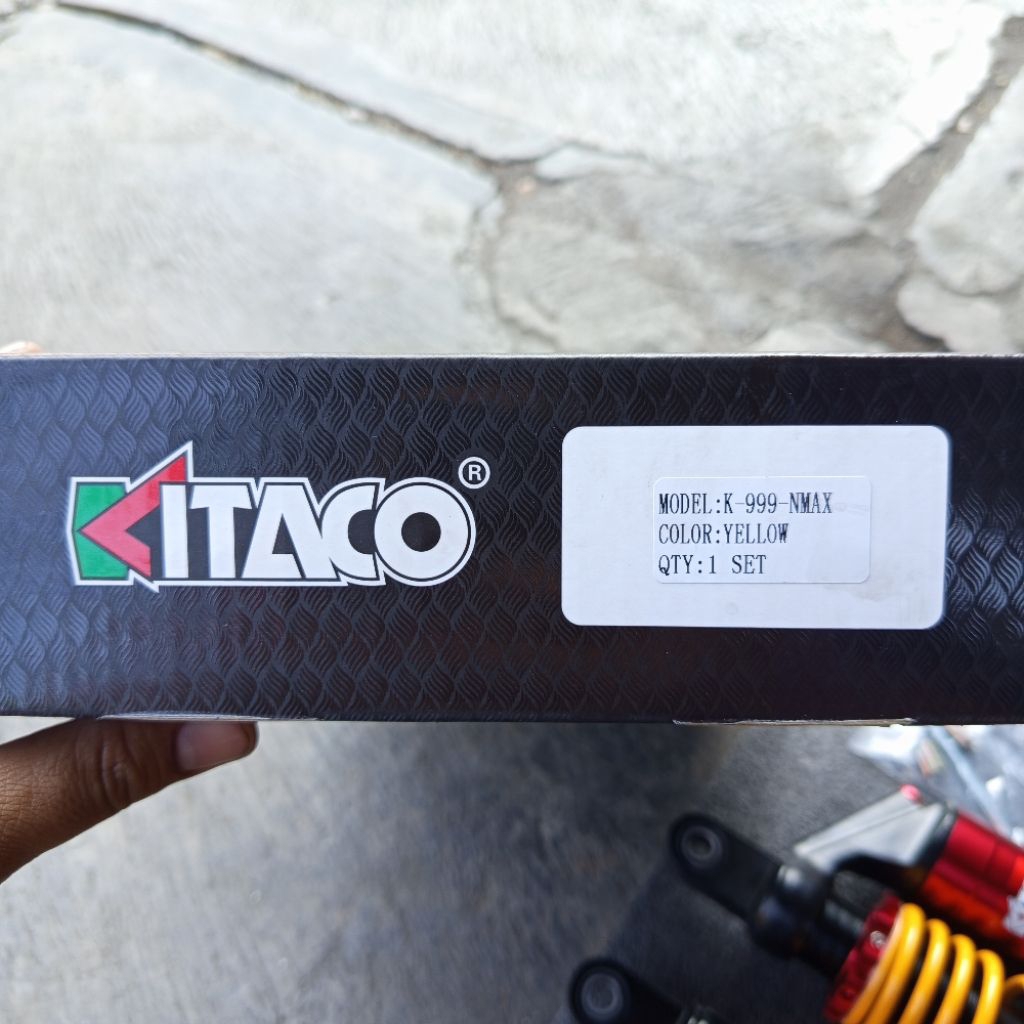 KITACO ®
MODEL:K-999-NMAX
COLOR:YELLOW
QTY:1 SET